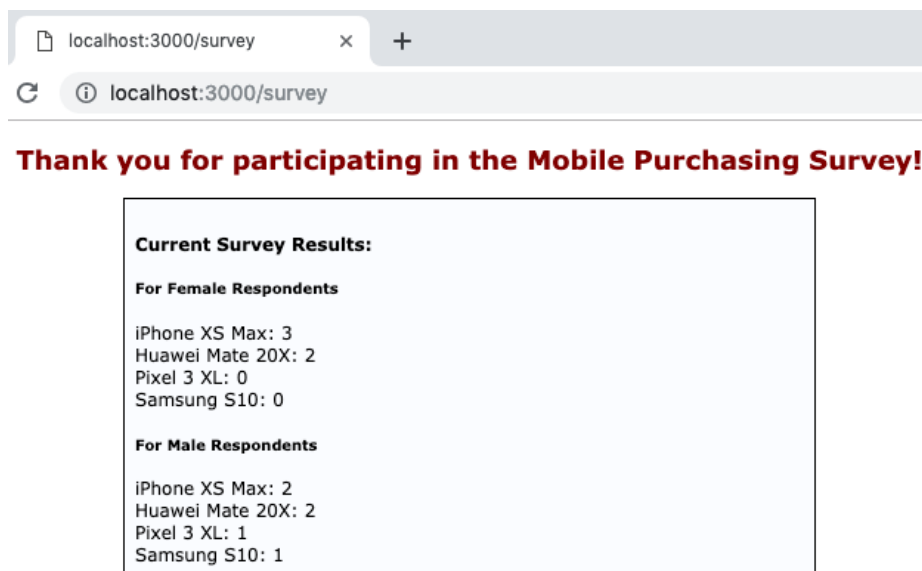 localhost:3000/survey
localhost:3000/survey
Thank you for participating in the Mobile Purchasing Survey!
Current Survey Results:
For Female Respondents
iPhone XS Max: 3
Huawei Mate 20X: 2
Pixel 3 XL: 0
Samsung S10: 0
For Male Respondents
iPhone XS Max: 2
Huawei Mate 20X: 2
Pixel 3 XL: 1
Samsung S10: 1